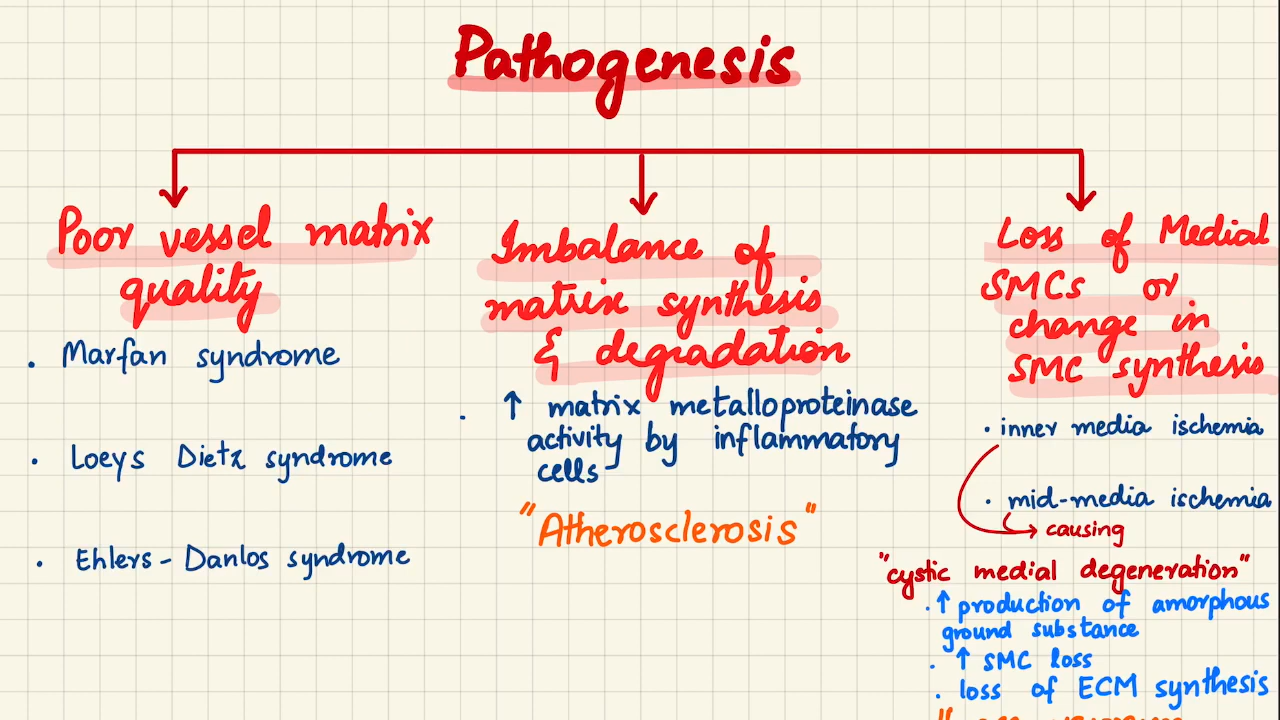 Pathogenesis
Poor vessel matrix
quality
. Marfan syndrome
. Loeys Dietz syndrome
. Ehlers - Danlos syndrome
Imbalance of
matrix synthesis
& degradation
. ↑ matrix metalloproteinase
activity by inflammatory
cells
"Atherosclerosis"
Loss of Medial
SMCs or
change in
SMC synthesis
. inner media ischemia
. mid-media ischemia
→ causing
"cystic medial degeneration"
. ↑ production of amorphous
ground substance
. ↑ SMC loss
. loss of ECM synthesis